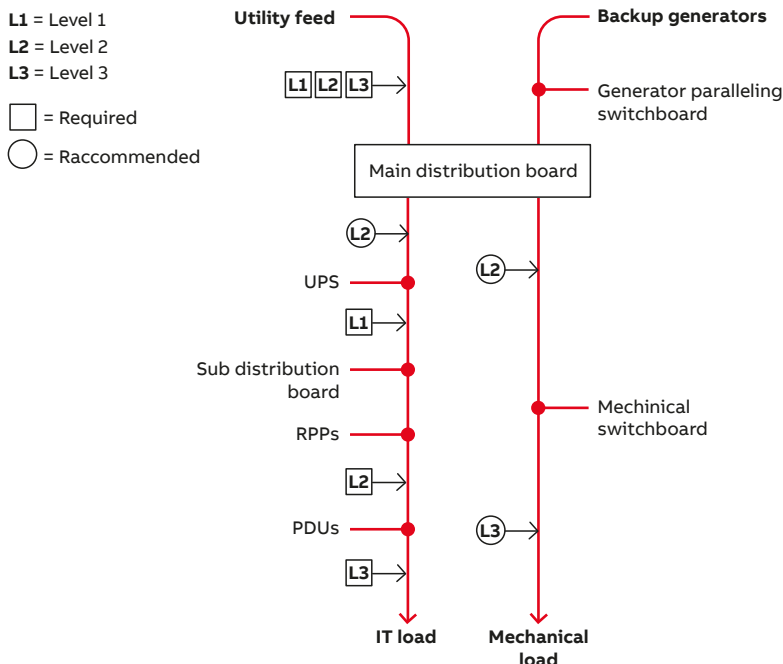 L1 = Level 1
L2 = Level 2
L3 = Level 3
= Required
= Raccommended
Utility feed
Backup generators
L1 L2 L3
Generator paralleling
switchboard
Main distribution board
L2
L2
UPS
L1
Sub distribution
board
Mechinical
switchboard
RPPs
L2
PDUs
L3
L3
IT load
Mechanical
load